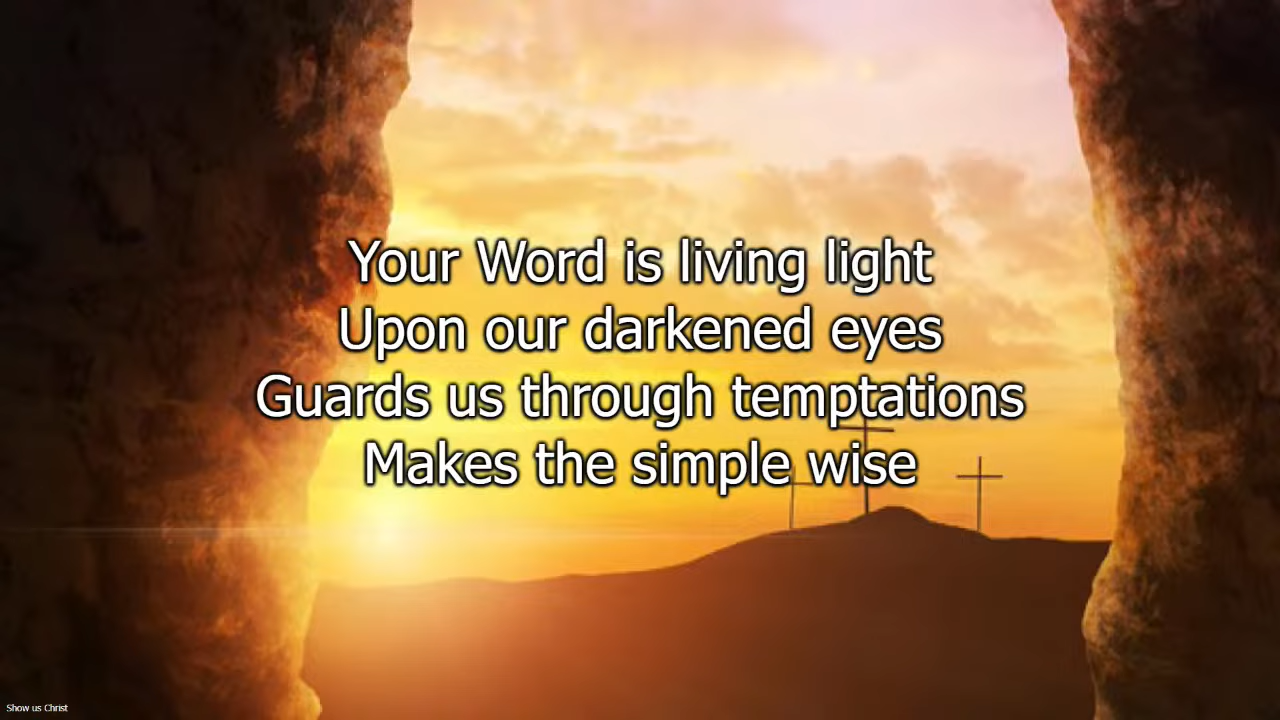 Your Word is living light
Upon our darkened eyes
Guards us through temptations
Makes the simple wise
Show us Christ